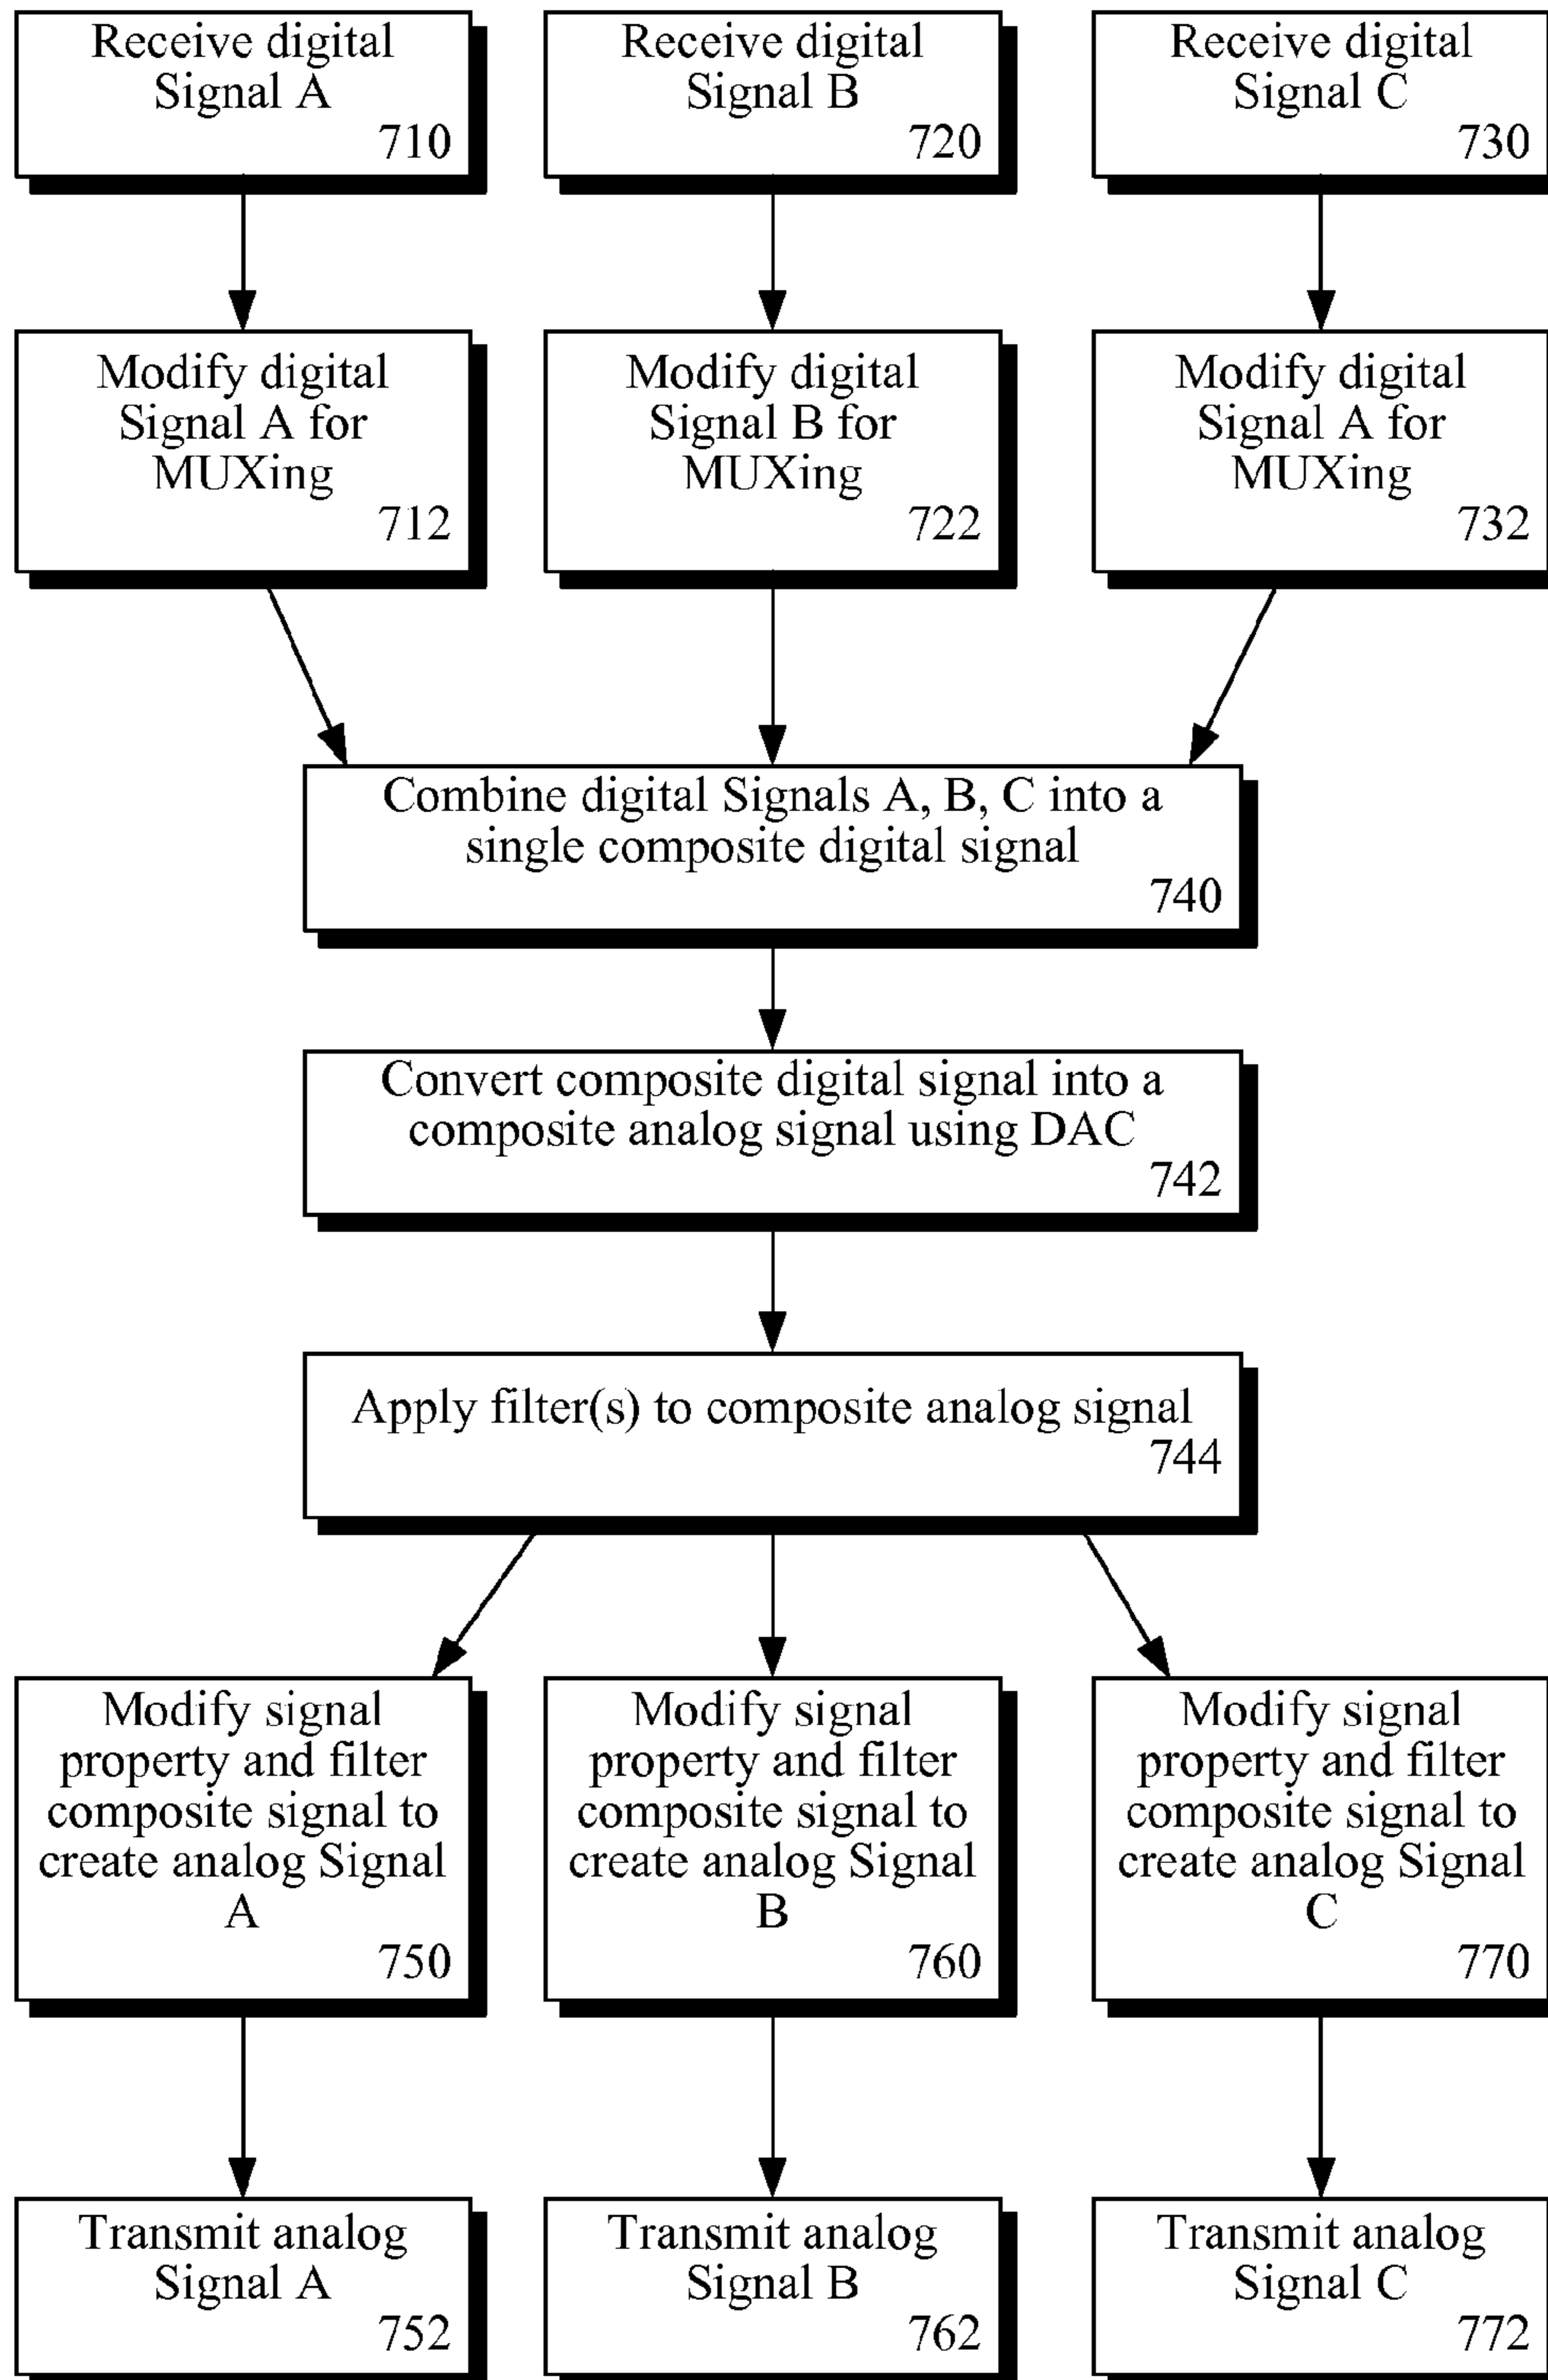 Receive digital
Signal A
710
Receive digital
Signal B
720
Receive digital
Signal C
730
Modify digital
Signal A for
MUXing
712
Modify digital
Signal B for
MUXing
722
Modify digital
Signal A for
MUXing
732
Combine digital Signals A, B, C into a
single composite digital signal
740
Convert composite digital signal into a
composite analog signal using DAC
742
Apply filter(s) to composite analog signal
744
Modify signal
property and filter
composite signal to
create analog Signal
A
750
Modify signal
property and filter
composite signal to
create analog Signal
B
760
Modify signal
property and filter
composite signal to
create analog Signal
C
770
Transmit analog
Signal A
752
Transmit analog
Signal B
762
Transmit analog
Signal C
772